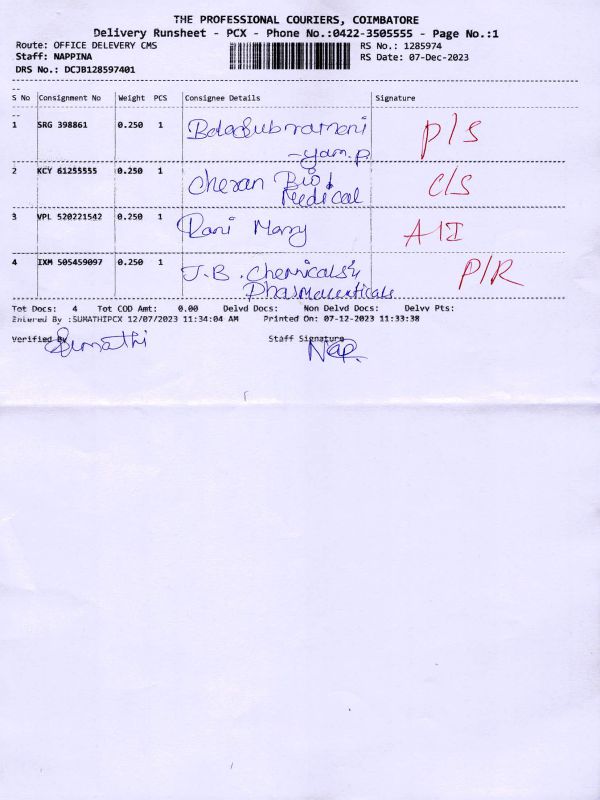 THE PROFESSIONAL COURIERS, COIMBATORE
Delivery Runsheet - PCX - Phone No.:0422-3505555 - Page No.:1
Route: OFFICE DELEVERY CMS RS No.: 1285974
Staff: NAPPINA RS Date: 07-Dec-2023
DRS No.: DCJB128597401
S No Consignment No Weight PCS Consignee Details Signature
1 SRG 398861 0.250 1 Balasubramani P/S
-yam.p
2 KCY 61255555 0.250 1 Cheran Bio C/S
Medical
3 VPL 520221542 0.250 1 Rani Mary
4 IXM 505459097 0.250 1 J.B. Chemicals P/R
Pharmaceuticals
Tot Docs: 4 Tot COD Amt: 0.00 Delvd Docs: Non Delvd Docs: Delvv Pts:
Entered By :SUMATHIPCX 12/07/2023 11:34:04 AM Printed On: 07-12-2023 11:33:38
Verified By Staff Signature
Sumathi Nap.